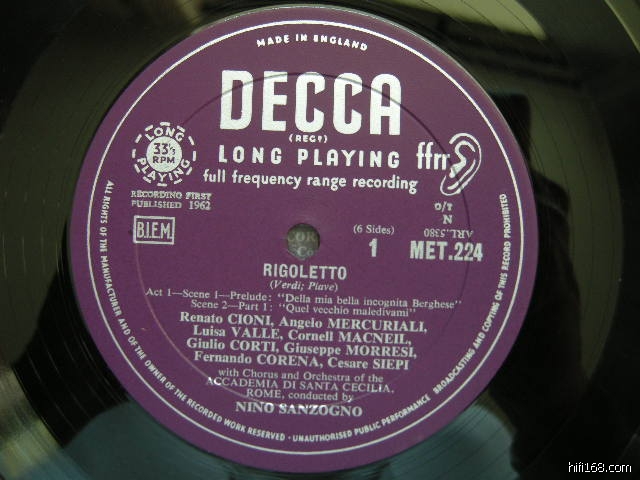 MADE IN ENGLAND
DECCA
(REGD)
LONG PLAYING
ffrr
full frequency range recording
LONG PLAYING
33⅓
RPM
RECORDING FIRST
PUBLISHED 1962
B.I.E.M.
(6 Sides)
1
ARL.5380
N
T/O
MET.224
RIGOLETTO
(Verdi; Piave)
Act 1—Scene 1—Prelude: "Della mia bella incognita Berghese"
Scene 2—Part 1: "Quel vecchio maledivami"
Renato CIONI, Angelo MERCURIALI,
Luisa VALLE, Cornell MACNEIL,
Giulio CORTI, Giuseppe MORRESI,
Fernando CORENA, Cesare SIEPI
with Chorus and Orchestra of the
ACCADEMIA DI SANTA CECILIA,
ROME, conducted by
NINO SANZOGNO
ALL RIGHTS OF THE MANUFACTURER AND OF THE OWNER OF THE RECORDED WORK RESERVED · UNAUTHORISED PUBLIC PERFORMANCE BROADCASTING AND COPYING OF THIS RECORD PROHIBITED
hifi168.com